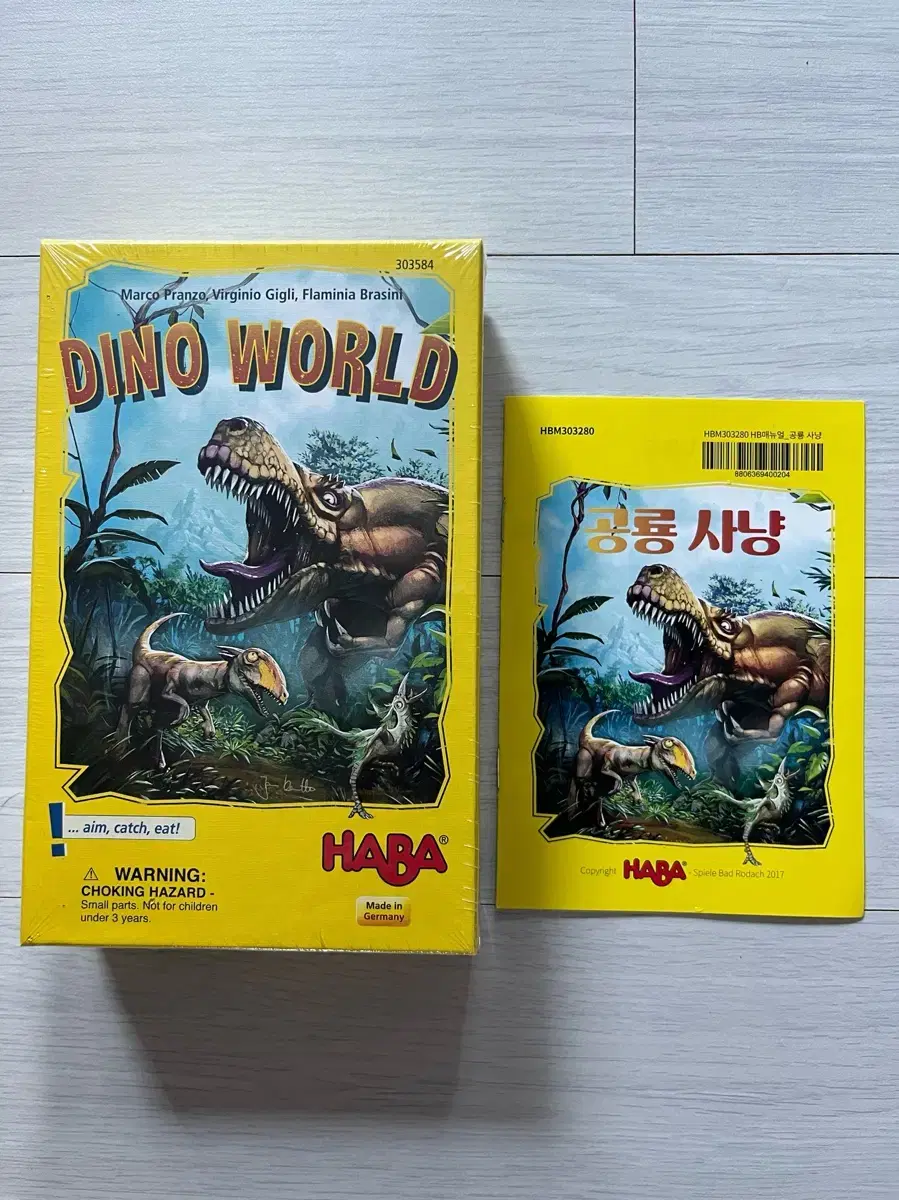 303584
Marco Pranzo, Virginio Gigli, Flaminia Brasini
DINO WORLD
... aim, catch, eat!
HABA®
WARNING:
CHOKING HAZARD -
Small parts. Not for children
under 3 years.
Made in
Germany
HBM303280
HBM303280 HB매뉴얼_공룡 사냥
8806369400204
공룡 사냥
Copyright HABA® - Spiele Bad Rodach 2017